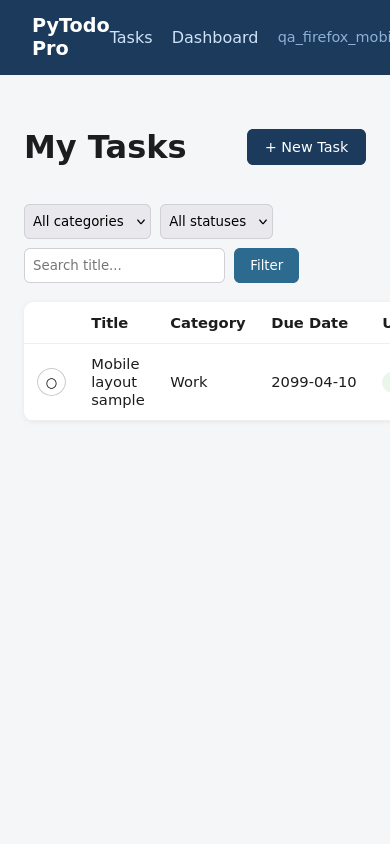 PyTodo
Pro
Tasks Dashboard qa_firefox_mobi
My Tasks
+ New Task
All categories
All statuses
Search title...
Filter
Title Category Due Date U
Mobile
layout
sample
Work 2099-04-10